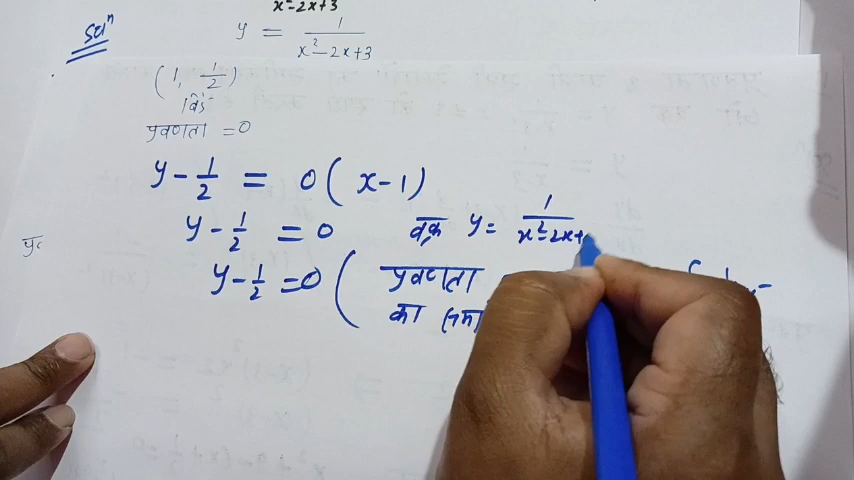 x²-2x+3
Solⁿ y = 1/(x²-2x+3)
(1, 1/2)
प्रवणता = 0
y - 1/2 = 0 ( x - 1 )
y - 1/2 = 0 वक्र y = 1/(x²-2x+
y - 1/2 = 0 ( प्रवणता
का